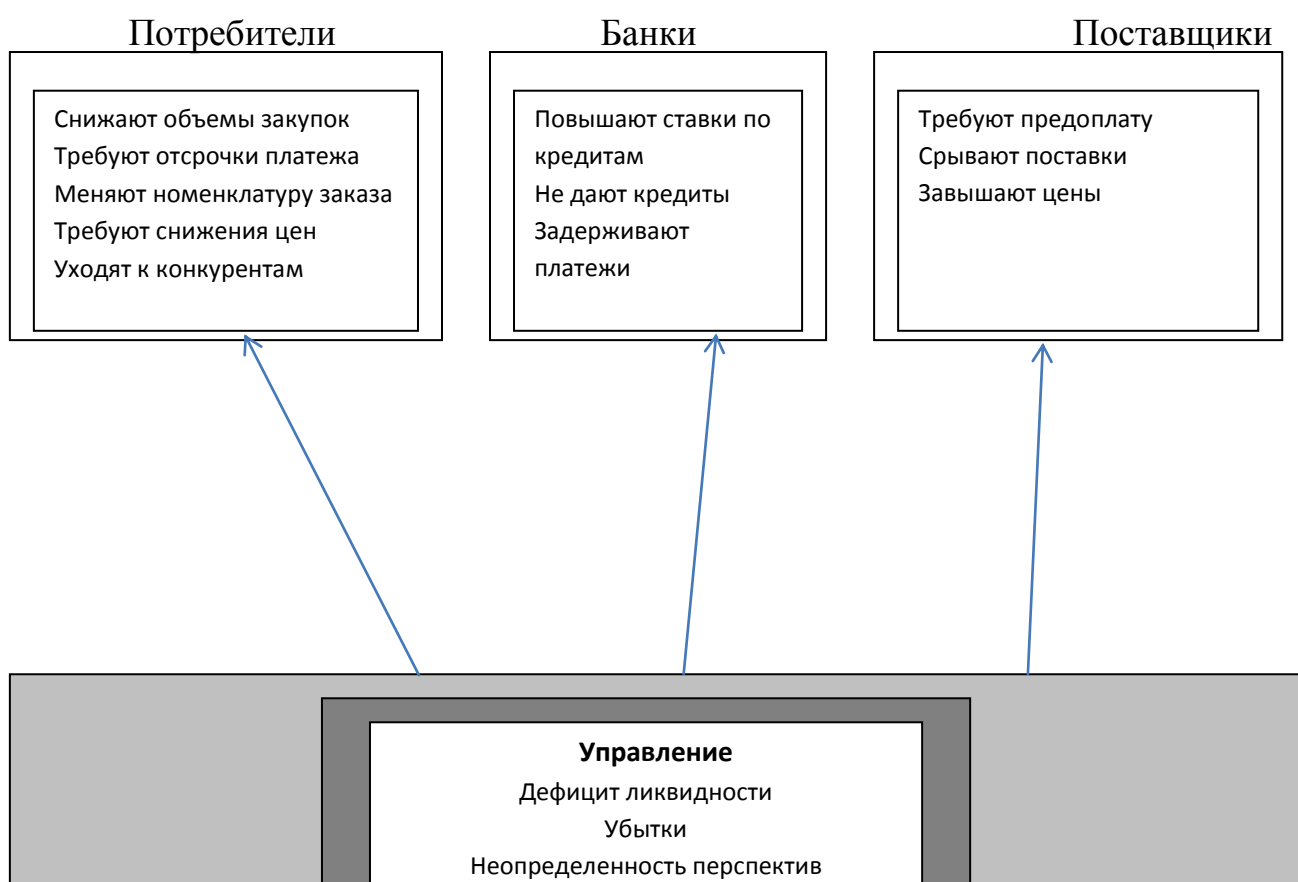 Потребители
Банки
Поставщики
Снижают объемы закупок
Требуют отсрочки платежа
Меняют номенклатуру заказа
Требуют снижения цен
Уходят к конкурентам
Повышают ставки по
кредитам
Не дают кредиты
Задерживают
платежи
Требуют предоплату
Срывают поставки
Завышают цены
Управление
Дефицит ликвидности
Убытки
Неопределенность перспектив